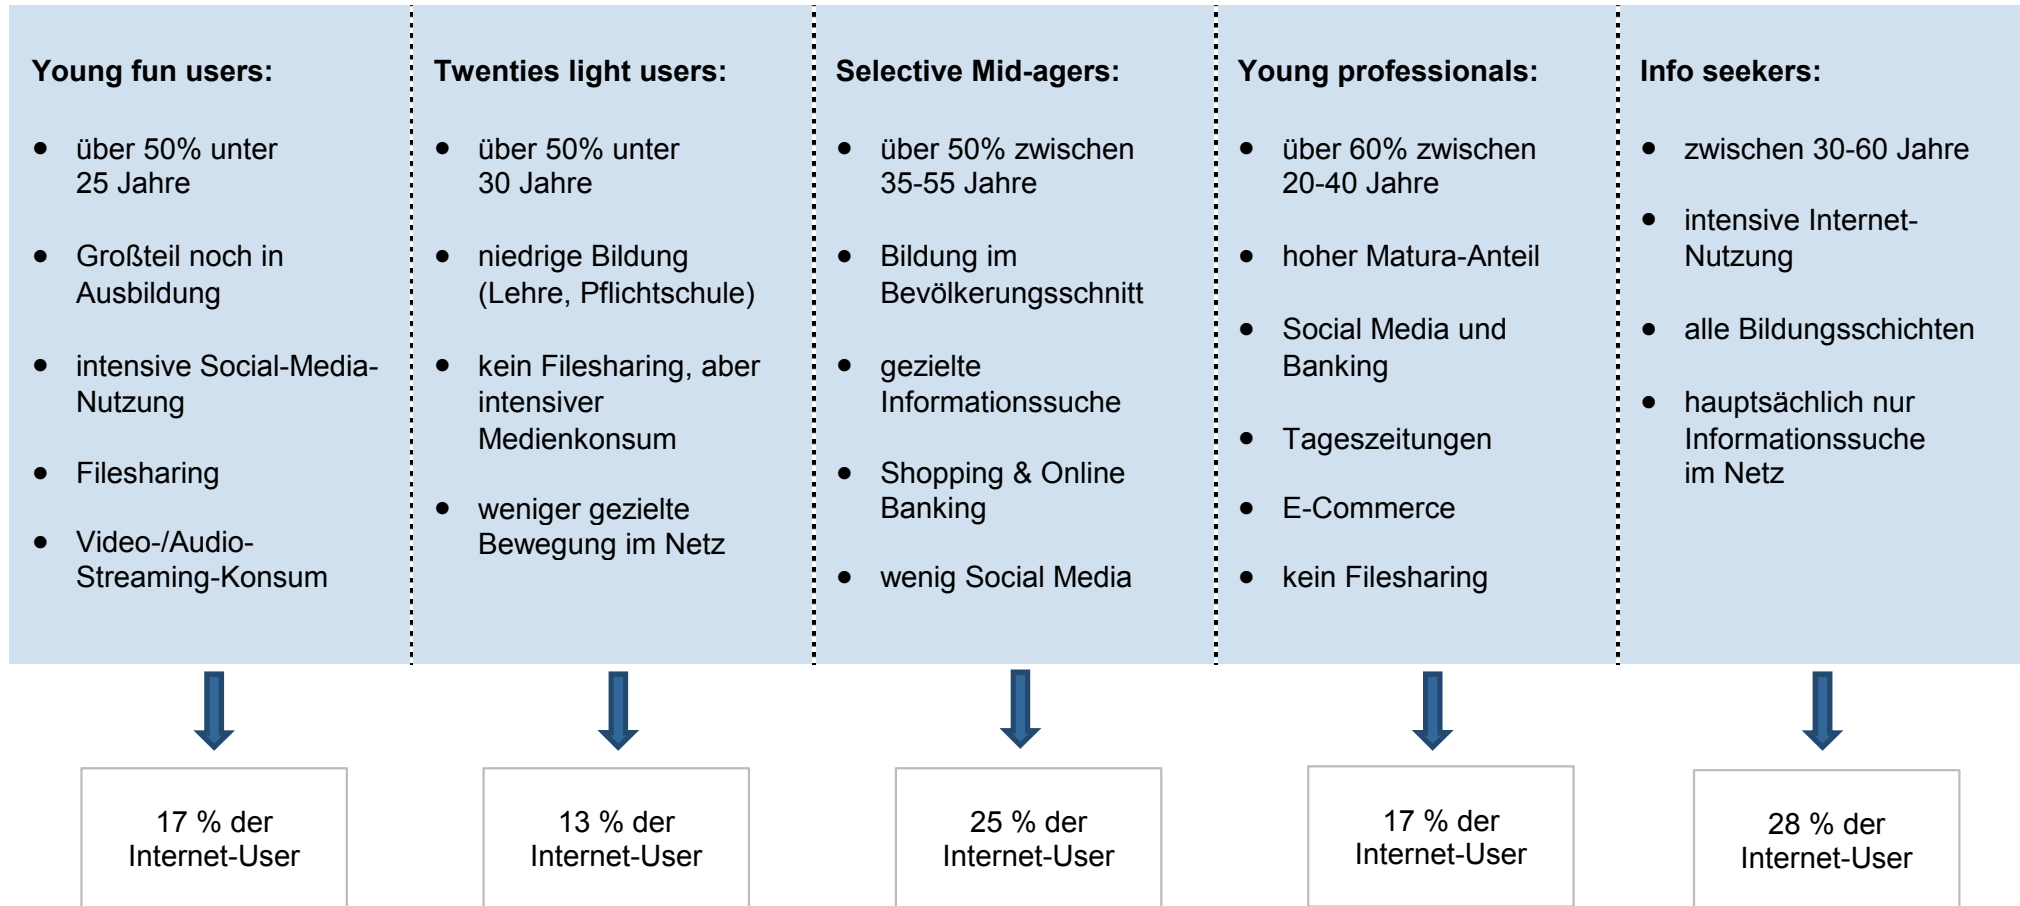 Young fun users:
● über 50% unter
25 Jahre
● Großteil noch in
Ausbildung
● intensive Social-Media-
Nutzung
● Filesharing
● Video-/Audio-
Streaming-Konsum
17 % der
Internet-User
Twenties light users:
● über 50% unter
30 Jahre
● niedrige Bildung
(Lehre, Pflichtschule)
● kein Filesharing, aber
intensiver
Medienkonsum
● weniger gezielte
Bewegung im Netz
13 % der
Internet-User
Selective Mid-agers:
● über 50% zwischen
35-55 Jahre
● Bildung im
Bevölkerungsschnitt
● gezielte
Informationssuche
● Shopping & Online
Banking
● wenig Social Media
25 % der
Internet-User
Young professionals:
● über 60% zwischen
20-40 Jahre
● hoher Matura-Anteil
● Social Media und
Banking
● Tageszeitungen
● E-Commerce
● kein Filesharing
17 % der
Internet-User
Info seekers:
● zwischen 30-60 Jahre
● intensive Internet-
Nutzung
● alle Bildungsschichten
● hauptsächlich nur
Informationssuche
im Netz
28 % der
Internet-User